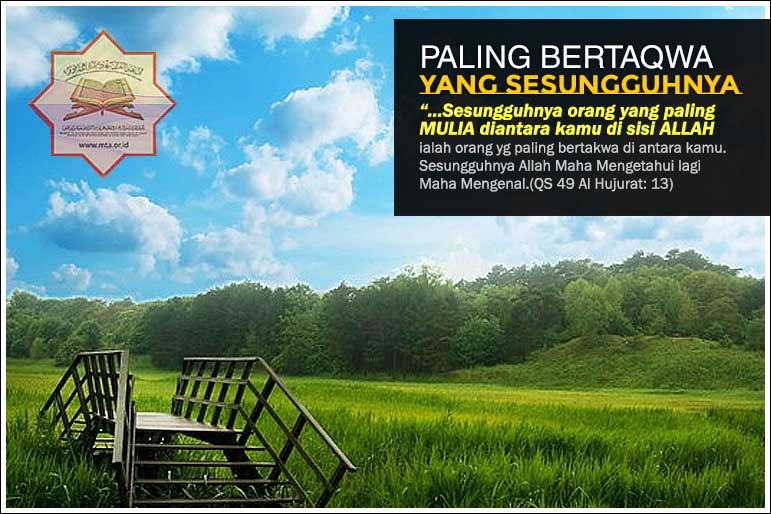 www.mta.or.id
PALING BERTAQWA
YANG SESUNGGUHNYA
“...Sesungguhnya orang yang paling
MULIA diantara kamu di sisi ALLAH
ialah orang yg paling bertakwa di antara kamu.
Sesungguhnya Allah Maha Mengetahui lagi
Maha Mengenal.(QS 49 Al Hujurat: 13)